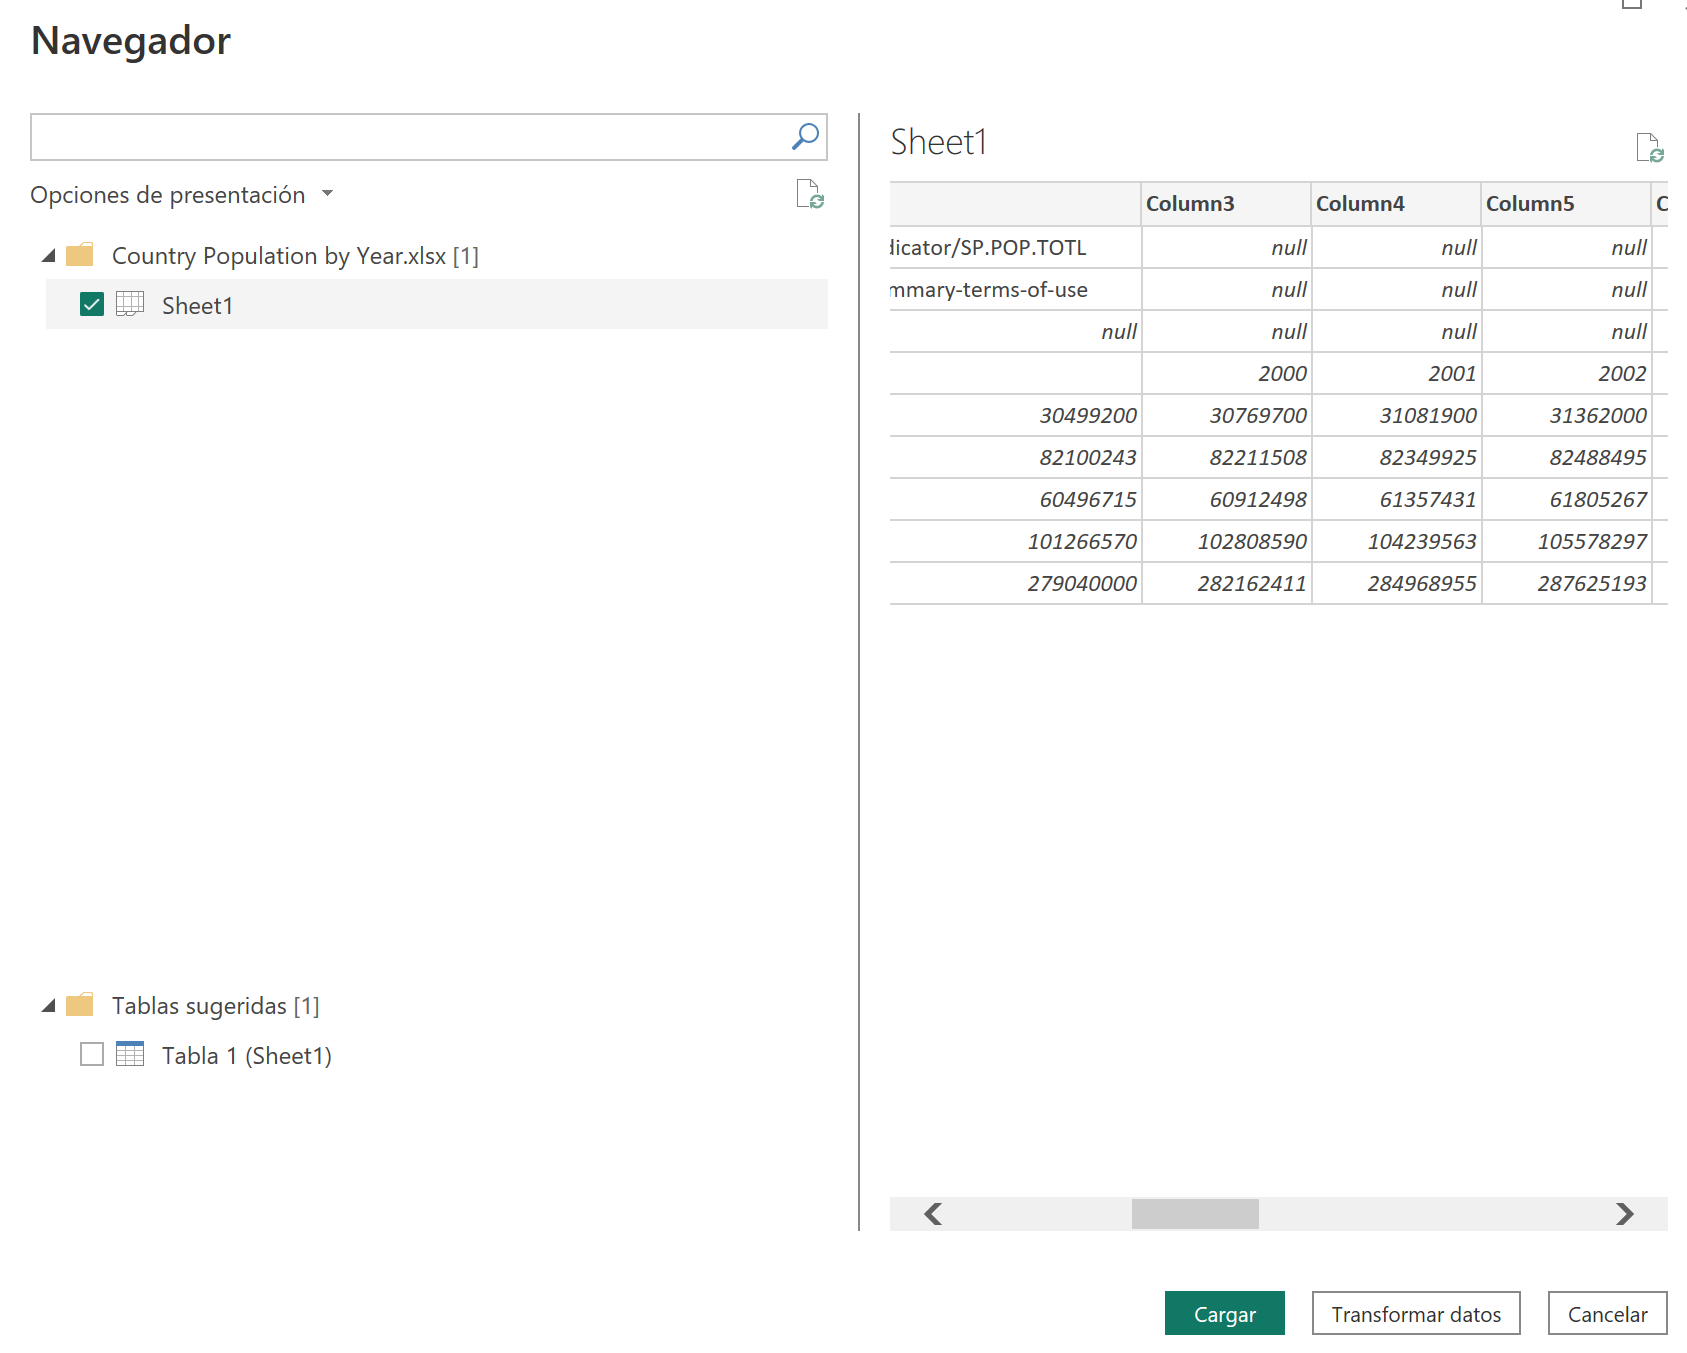 Navegador
Opciones de presentación
Country Population by Year.xlsx [1]
Sheet1
Tablas sugeridas [1]
Tabla 1 (Sheet1)
Sheet1
Column3 Column4 Column5 C
dicator/SP.POP.TOTL null null null
mmary-terms-of-use null null null
null null null null
2000 2001 2002
30499200 30769700 31081900 31362000
82100243 82211508 82349925 82488495
60496715 60912498 61357431 61805267
101266570 102808590 104239563 105578297
279040000 282162411 284968955 287625193
Cargar Transformar datos Cancelar